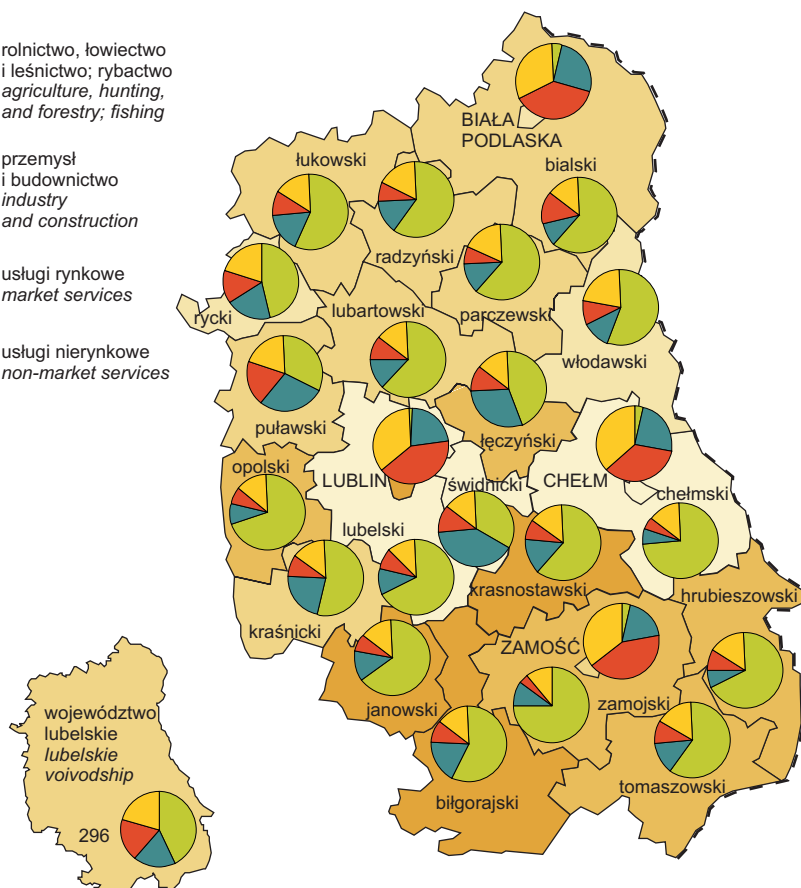 rolnictwo, łowiectwo
i leśnictwo; rybactwo
agriculture, hunting,
and forestry; fishing
przemysł
i budownictwo
industry
and construction
usługi rynkowe
market services
usługi nierynkowe
non-market services
BIAŁA
PODLASKA
łukowski
bialski
radzyński
rycki
lubartowski
parczewski
włodawski
puławski
łęczyński
opolski
LUBLIN
świdnicki
CHEŁM
chełmski
lubelski
krasnostawski
hrubieszowski
kraśnicki
ZAMOŚĆ
janowski
zamojski
biłgorajski
tomaszowski
województwo
lubelskie
lubelskie
voivodship
296